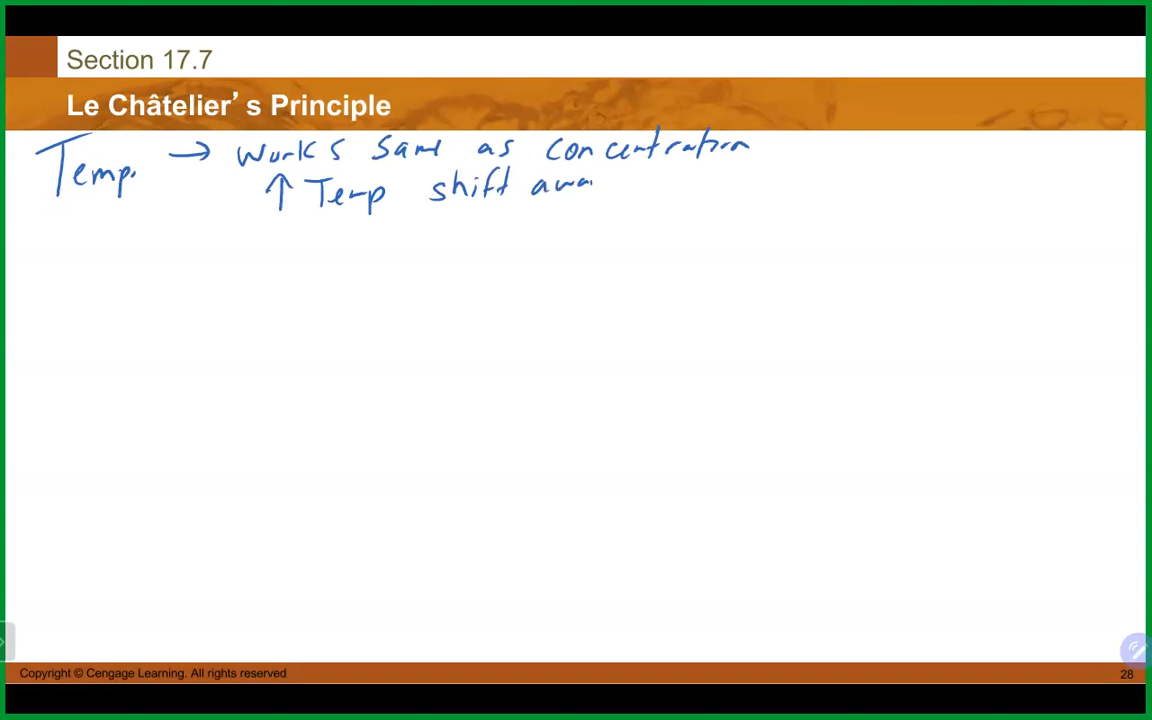 Section 17.7
Le Châtelier’s Principle
Temp. → Works same as concentration
↑ Temp shift awa
Copyright © Cengage Learning. All rights reserved
28